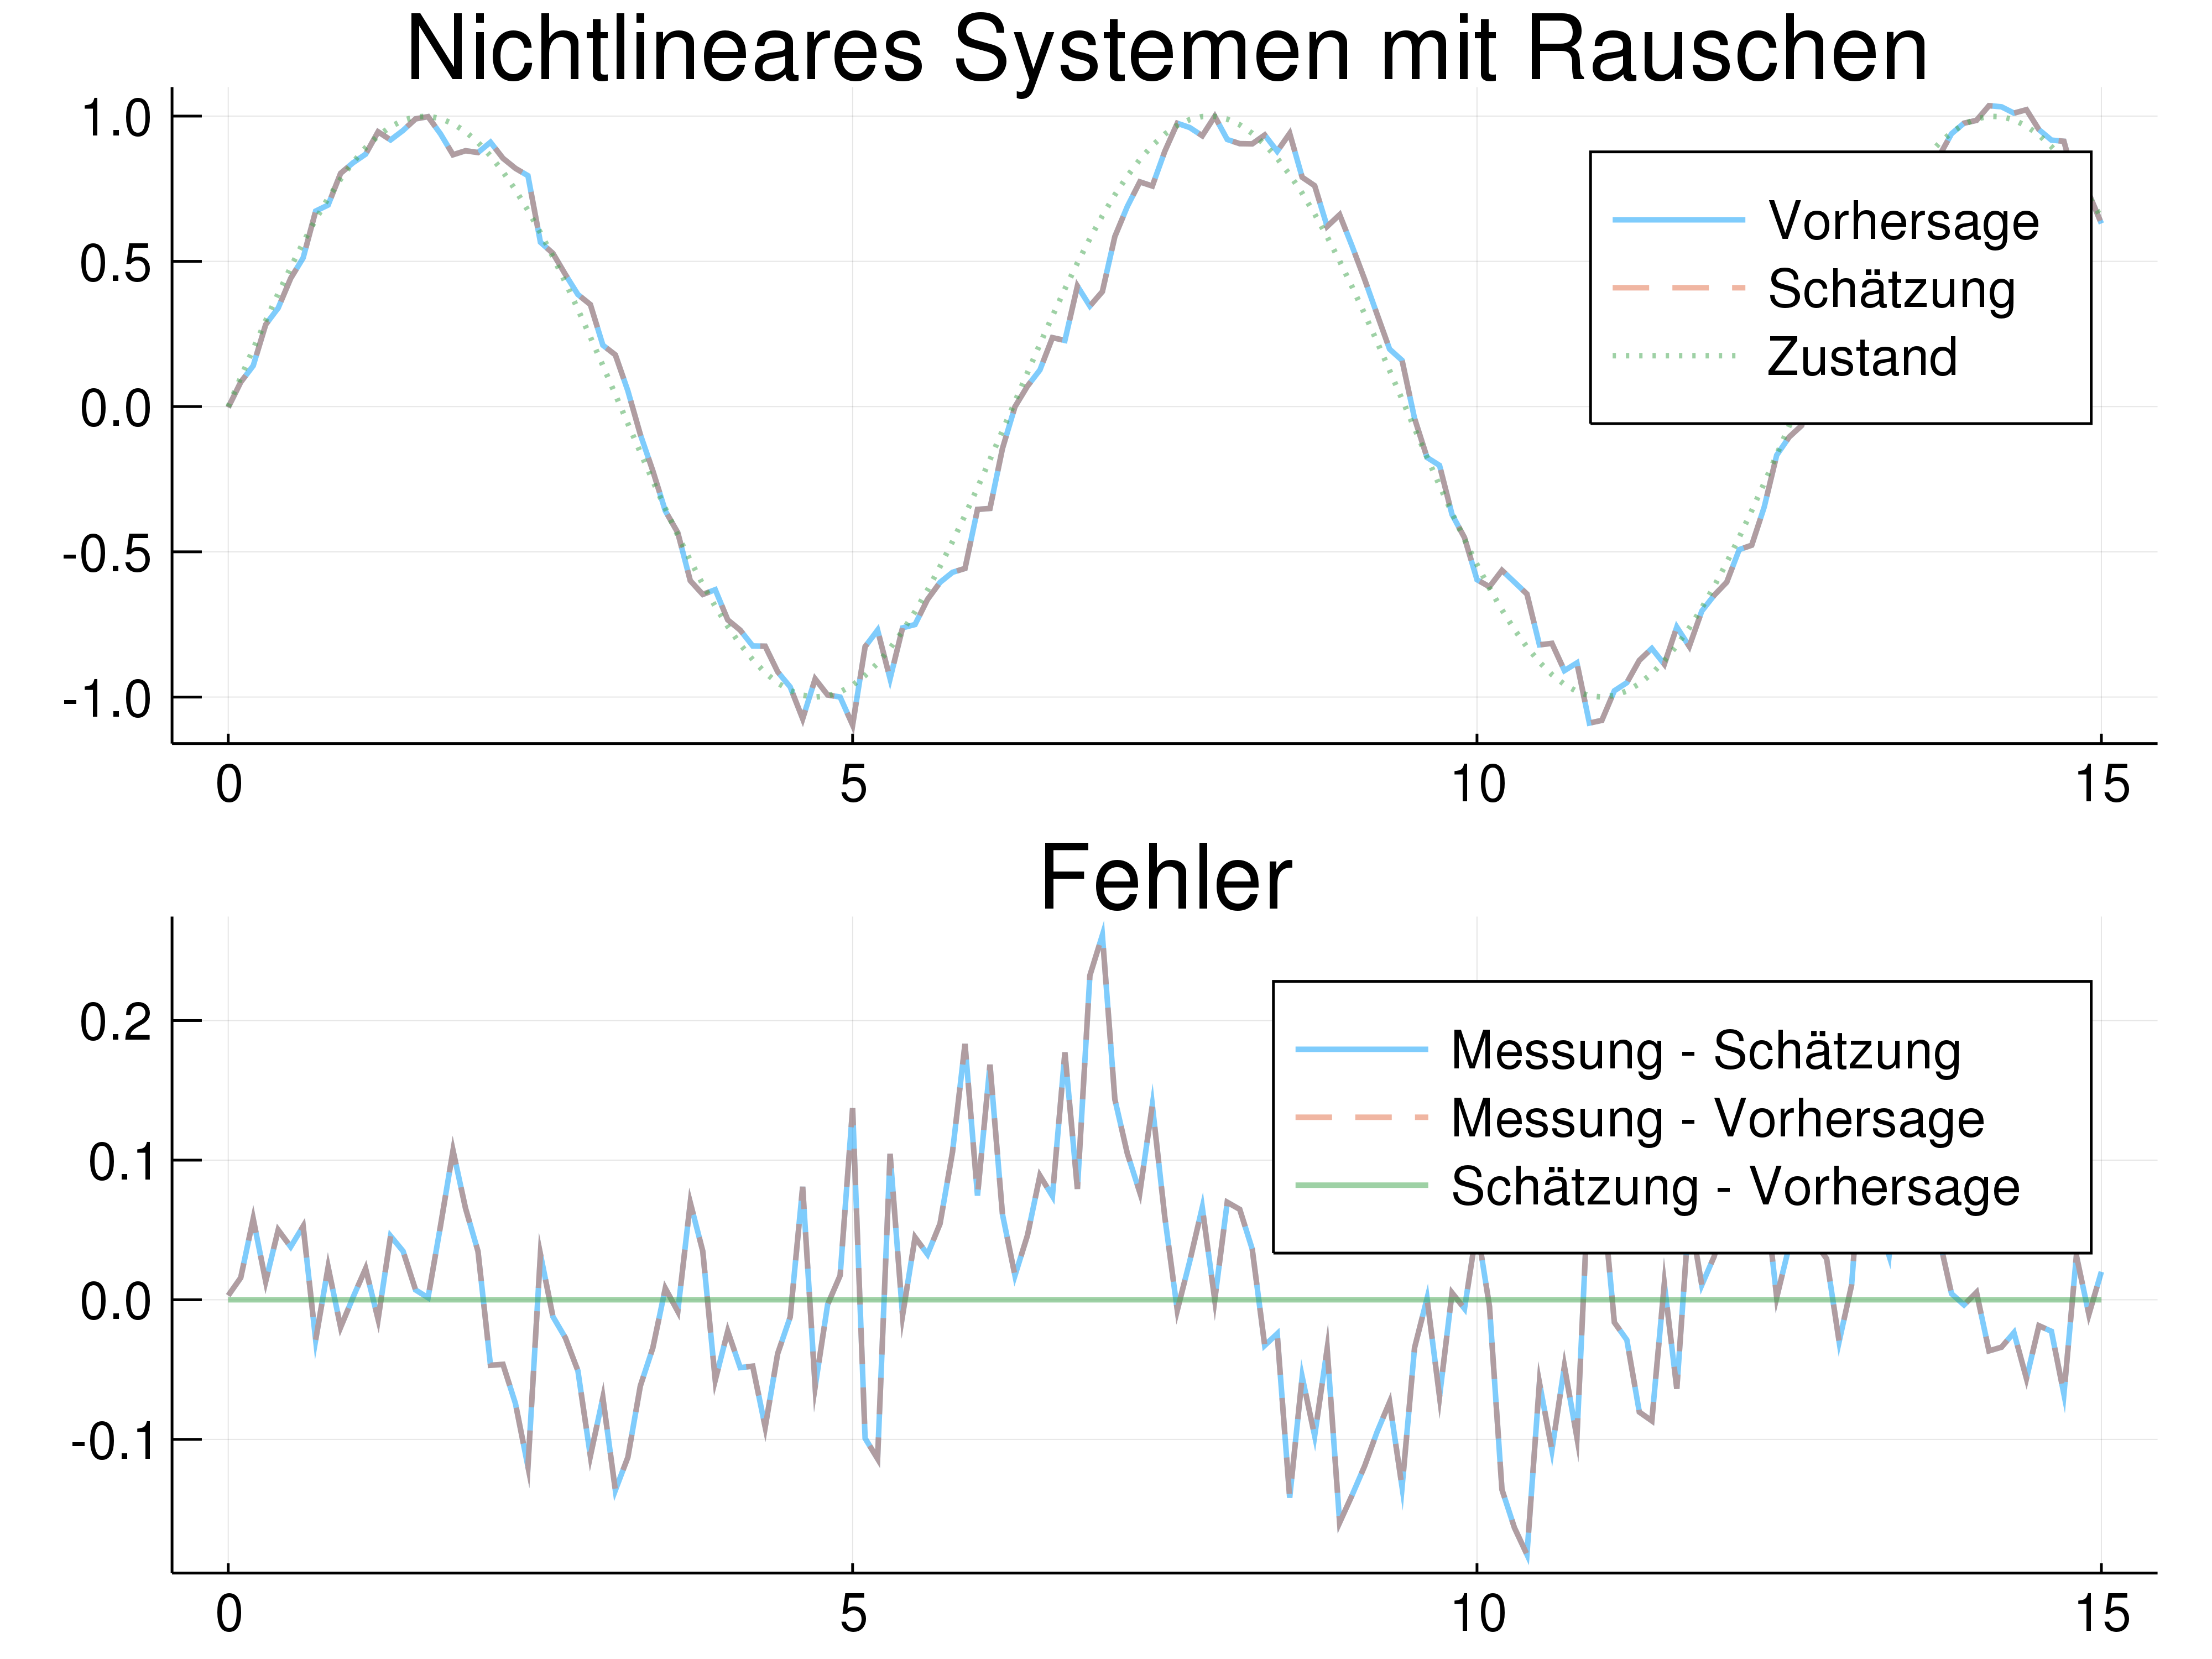 Nichtlineares Systemen mit Rauschen
1.0
0.5
0.0
-0.5
-1.0
Vorhersage
Schätzung
Zustand
0 5 10 15
Fehler
0.2
0.1
0.0
-0.1
Messung - Schätzung
Messung - Vorhersage
Schätzung - Vorhersage
0 5 10 15